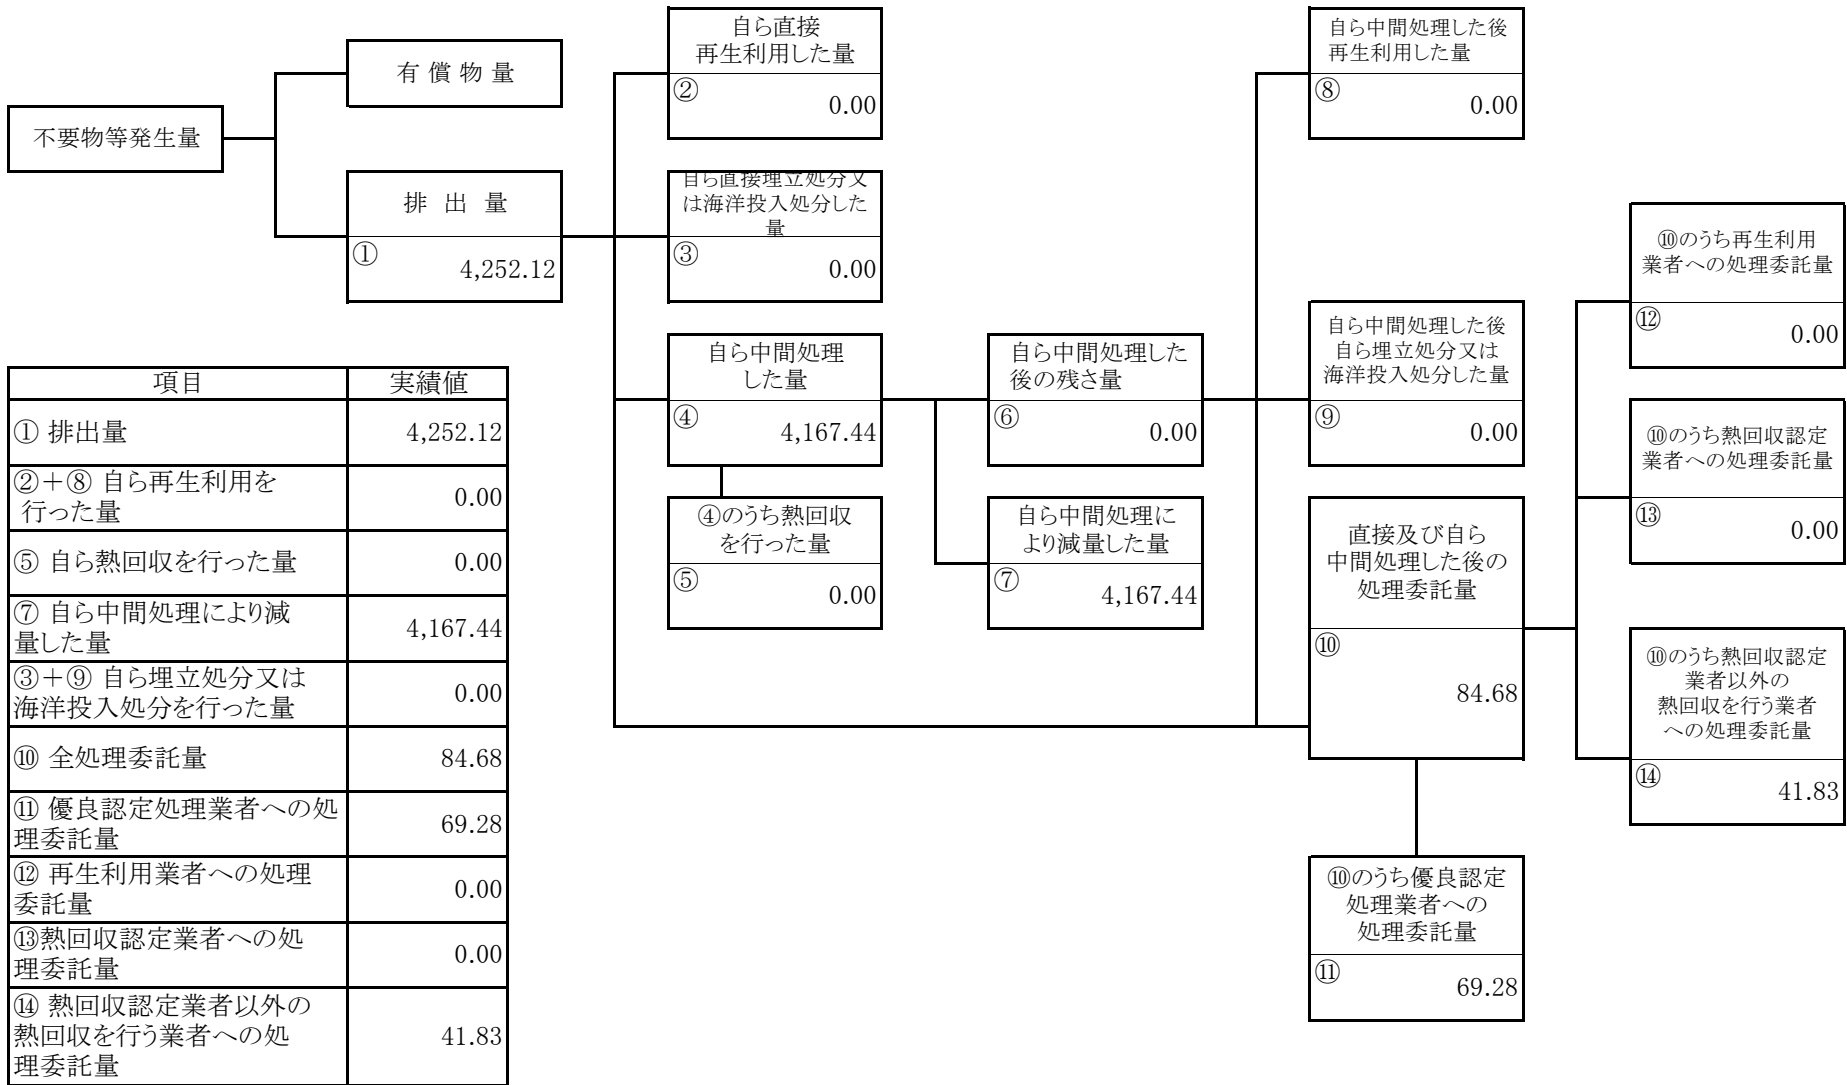 不要物等発生量
有 償 物 量
排 出 量
①
4,252.12
自ら直接
再生利用した量
②
0.00
自ら直接埋立処分又
は海洋投入処分した
量
③
0.00
自ら中間処理
した量
④
4,167.44
④のうち熱回収
を行った量
⑤
0.00
自ら中間処理した
後の残さ量
⑥
0.00
自ら中間処理に
より減量した量
⑦
4,167.44
自ら中間処理した後
再生利用した量
⑧
0.00
自ら中間処理した後
自ら埋立処分又は
海洋投入処分した量
⑨
0.00
直接及び自ら
中間処理した後の
処理委託量
⑩
84.68
⑩のうち優良認定
処理業者への
処理委託量
⑪
69.28
⑩のうち再生利用
業者への処理委託量
⑫
0.00
⑩のうち熱回収認定
業者への処理委託量
⑬
0.00
⑩のうち熱回収認定
業者以外の
熱回収を行う業者
への処理委託量
⑭
41.83
項目 実績値
① 排出量 4,252.12
②＋⑧ 自ら再生利用を
行った量 0.00
⑤ 自ら熱回収を行った量 0.00
⑦ 自ら中間処理により減
量した量 4,167.44
③＋⑨ 自ら埋立処分又は
海洋投入処分を行った量 0.00
⑩ 全処理委託量 84.68
⑪ 優良認定処理業者への処
理委託量 69.28
⑫ 再生利用業者への処理
委託量 0.00
⑬熱回収認定業者への処
理委託量 0.00
⑭ 熱回収認定業者以外の
熱回収を行う業者への処
理委託量 41.83